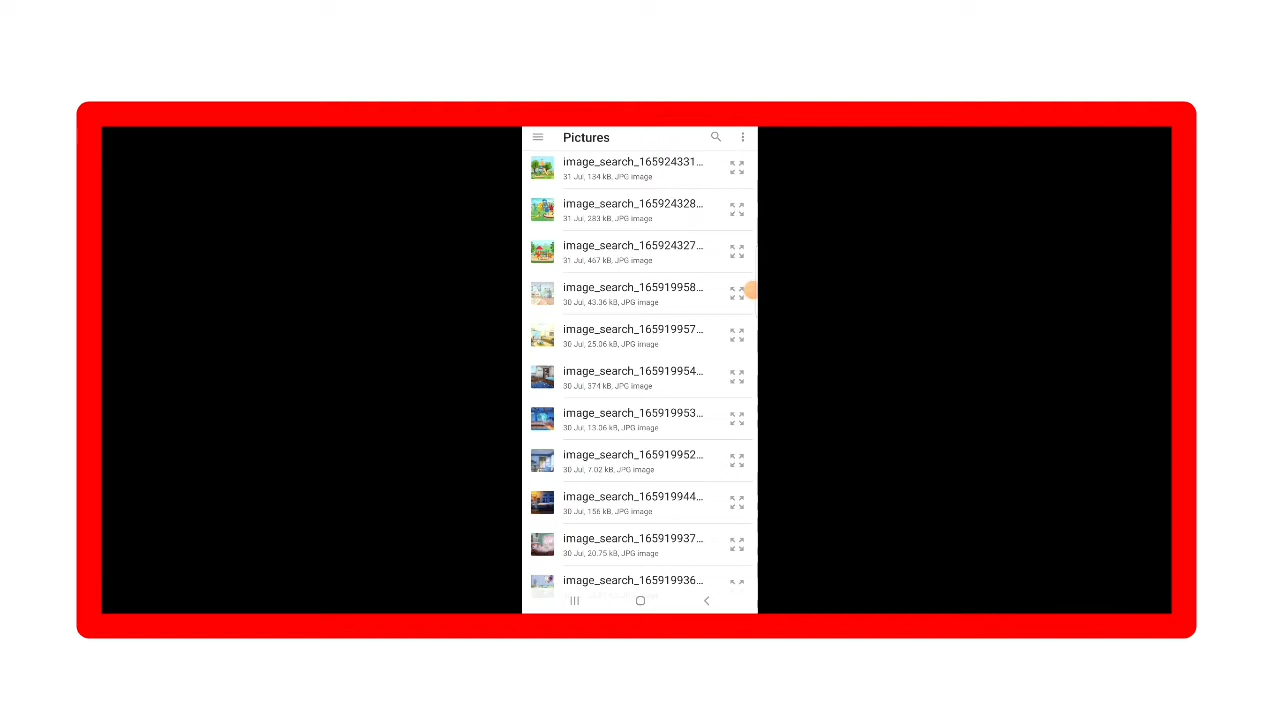 Pictures
image_search_165924331...
31 Jul, 134 kB, JPG image
image_search_165924328...
31 Jul, 283 kB, JPG image
image_search_165924327...
31 Jul, 467 kB, JPG image
image_search_165919958...
30 Jul, 43.36 kB, JPG image
image_search_165919957...
30 Jul, 25.06 kB, JPG image
image_search_165919954...
30 Jul, 374 kB, JPG image
image_search_165919953...
30 Jul, 13.06 kB, JPG image
image_search_165919952...
30 Jul, 7.02 kB, JPG image
image_search_165919944...
30 Jul, 156 kB, JPG image
image_search_165919937...
30 Jul, 20.75 kB, JPG image
image_search_165919936...